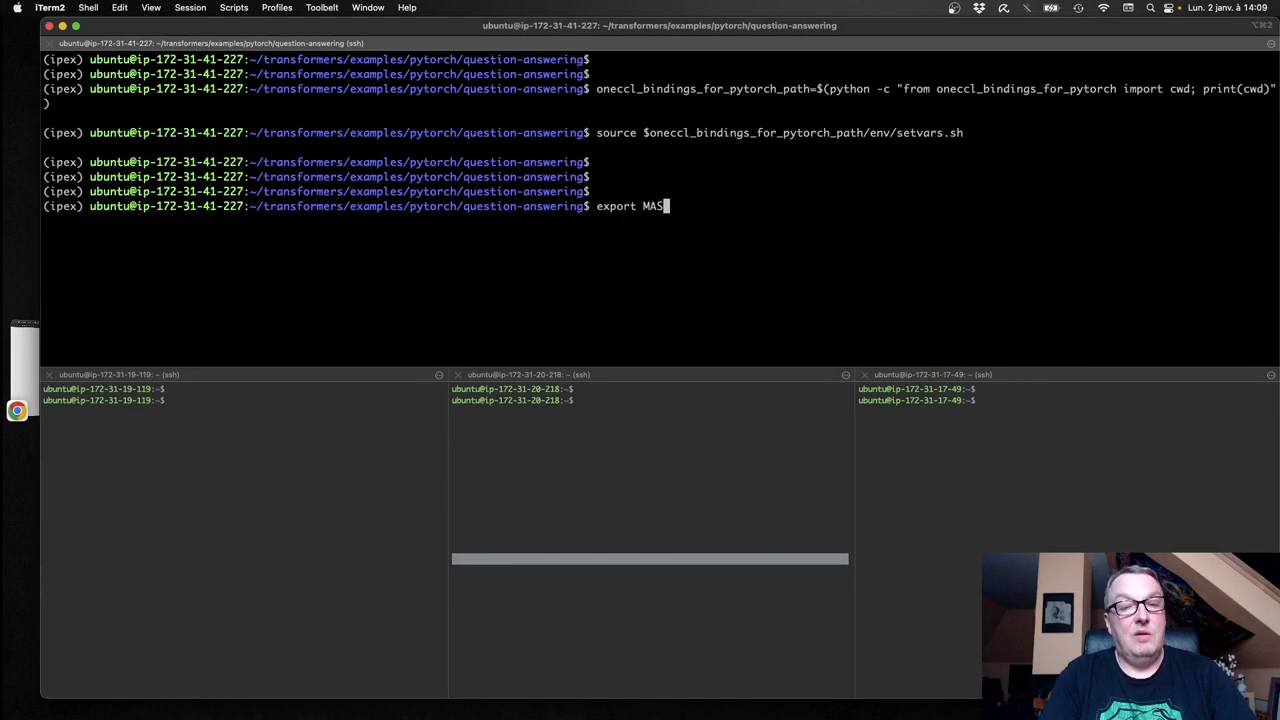 iTerm2 Shell Edit View Session Scripts Profiles Toolbelt Window Help Lun. 2 janv. à 14:09
ubuntu@ip-172-31-41-227: ~/transformers/examples/pytorch/question-answering
⌥⌘2
ubuntu@ip-172-31-41-227: ~/transformers/examples/pytorch/question-answering (ssh)
(ipex) ubuntu@ip-172-31-41-227:~/transformers/examples/pytorch/question-answering$
(ipex) ubuntu@ip-172-31-41-227:~/transformers/examples/pytorch/question-answering$
(ipex) ubuntu@ip-172-31-41-227:~/transformers/examples/pytorch/question-answering$ oneccl_bindings_for_pytorch_path=$(python -c "from oneccl_bindings_for_pytorch import cwd; print(cwd)"
)
(ipex) ubuntu@ip-172-31-41-227:~/transformers/examples/pytorch/question-answering$ source $oneccl_bindings_for_pytorch_path/env/setvars.sh
(ipex) ubuntu@ip-172-31-41-227:~/transformers/examples/pytorch/question-answering$
(ipex) ubuntu@ip-172-31-41-227:~/transformers/examples/pytorch/question-answering$
(ipex) ubuntu@ip-172-31-41-227:~/transformers/examples/pytorch/question-answering$
(ipex) ubuntu@ip-172-31-41-227:~/transformers/examples/pytorch/question-answering$ export MAS
ubuntu@ip-172-31-19-119: ~ (ssh)
ubuntu@ip-172-31-19-119:~$
ubuntu@ip-172-31-19-119:~$
ubuntu@ip-172-31-20-218: ~ (ssh)
ubuntu@ip-172-31-20-218:~$
ubuntu@ip-172-31-20-218:~$
ubuntu@ip-172-31-17-49: ~ (ssh)
ubuntu@ip-172-31-17-49:~$
ubuntu@ip-172-31-17-49:~$